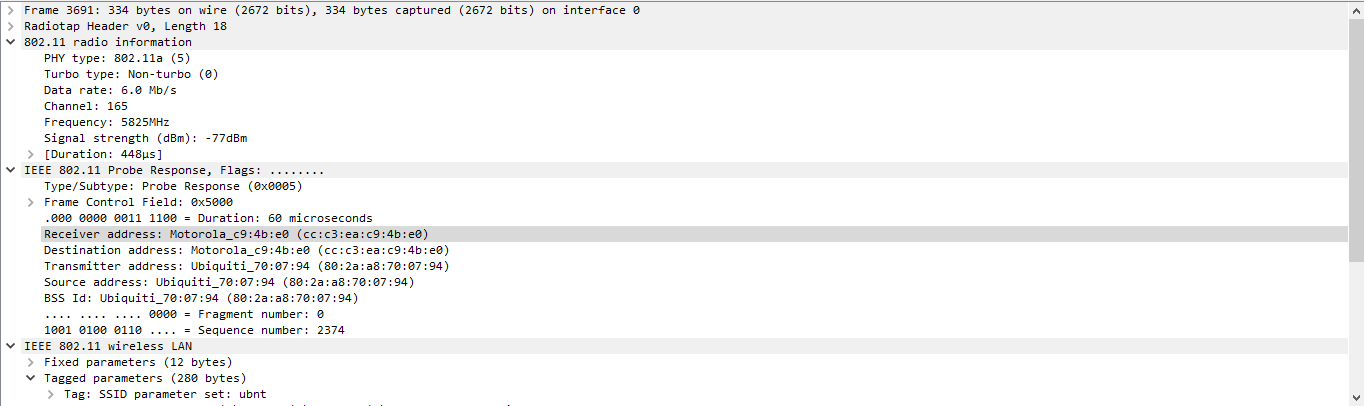 Frame 3691: 334 bytes on wire (2672 bits), 334 bytes captured (2672 bits) on interface 0
Radiotap Header v0, Length 18
802.11 radio information
PHY type: 802.11a (5)
Turbo type: Non-turbo (0)
Data rate: 6.0 Mb/s
Channel: 165
Frequency: 5825MHz
Signal strength (dBm): -77dBm
[Duration: 448µs]
IEEE 802.11 Probe Response, Flags: ........
Type/Subtype: Probe Response (0x0005)
Frame Control Field: 0x5000
.000 0000 0011 1100 = Duration: 60 microseconds
Receiver address: Motorola_c9:4b:e0 (cc:c3:ea:c9:4b:e0)
Destination address: Motorola_c9:4b:e0 (cc:c3:ea:c9:4b:e0)
Transmitter address: Ubiquiti_70:07:94 (80:2a:a8:70:07:94)
Source address: Ubiquiti_70:07:94 (80:2a:a8:70:07:94)
BSS Id: Ubiquiti_70:07:94 (80:2a:a8:70:07:94)
.... .... .... 0000 = Fragment number: 0
1001 0100 0110 .... = Sequence number: 2374
IEEE 802.11 wireless LAN
Fixed parameters (12 bytes)
Tagged parameters (280 bytes)
Tag: SSID parameter set: ubnt